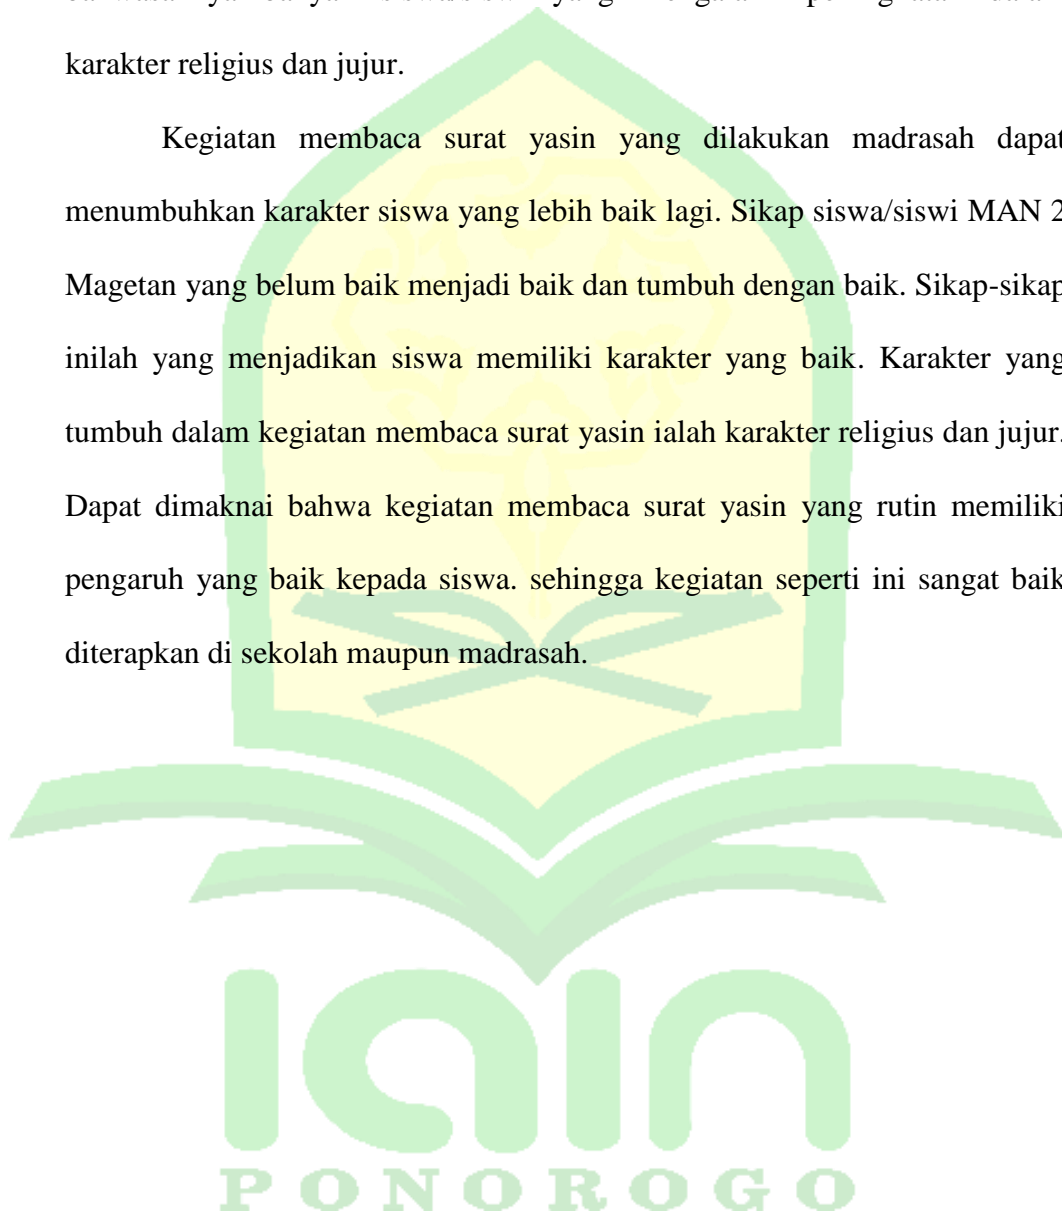 karakter religius dan jujur.
Kegiatan membaca surat yasin yang dilakukan madrasah dapat
menumbuhkan karakter siswa yang lebih baik lagi. Sikap siswa/siswi MAN 2
Magetan yang belum baik menjadi baik dan tumbuh dengan baik. Sikap-sikap
inilah yang menjadikan siswa memiliki karakter yang baik. Karakter yang
tumbuh dalam kegiatan membaca surat yasin ialah karakter religius dan jujur.
Dapat dimaknai bahwa kegiatan membaca surat yasin yang rutin memiliki
pengaruh yang baik kepada siswa. sehingga kegiatan seperti ini sangat baik
diterapkan di sekolah maupun madrasah.
iain
PONOROGO